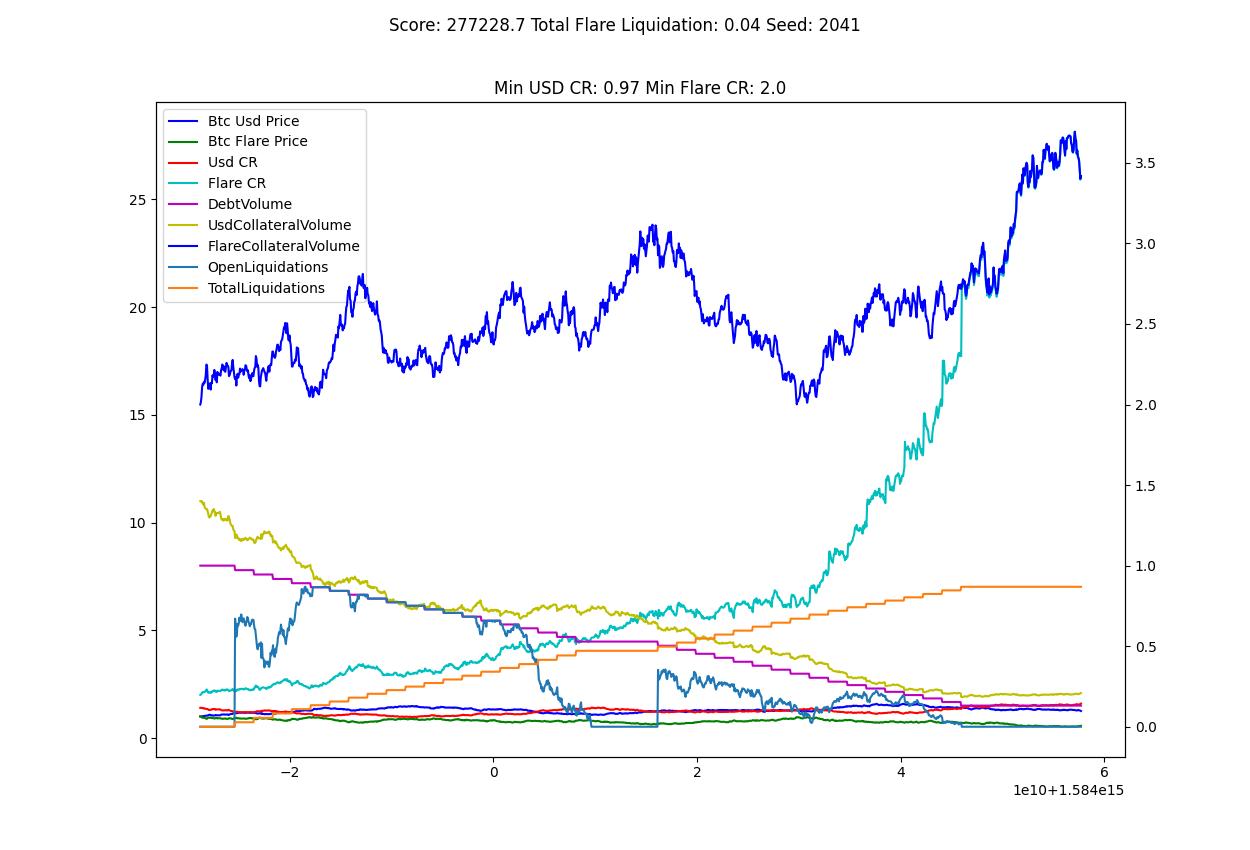 Score: 277228.7 Total Flare Liquidation: 0.04 Seed: 2041
Min USD CR: 0.97 Min Flare CR: 2.0
Btc Usd Price
Btc Flare Price
Usd CR
Flare CR
DebtVolume
UsdCollateralVolume
FlareCollateralVolume
OpenLiquidations
TotalLiquidations
25
20
15
10
5
0
3.5
3.0
2.5
2.0
1.5
1.0
0.5
0.0
−2
0
2
4
6
1e10+1.584e15